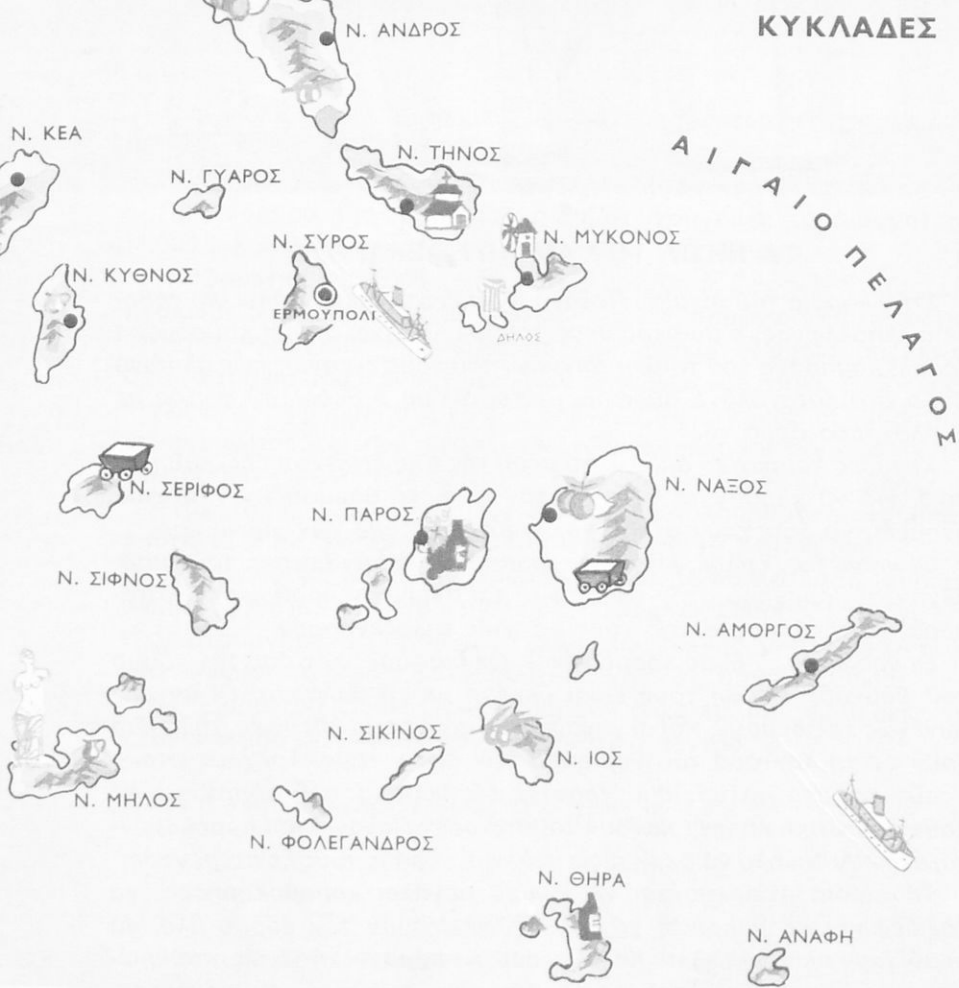 ΚΥΚΛΑΔΕΣ
Ν. ΑΝΔΡΟΣ
Ν. ΚΕΑ
Ν. ΤΗΝΟΣ
Ν. ΓΥΑΡΟΣ
ΑΙΓΑΙΟ ΠΕΛΑΓΟΣ
Ν. ΣΥΡΟΣ
Ν. ΜΥΚΟΝΟΣ
Ν. ΚΥΘΝΟΣ
ΕΡΜΟΥΠΟΛΙ
ΔΗΛΟΣ
Ν. ΣΕΡΙΦΟΣ
Ν. ΝΑΞΟΣ
Ν. ΠΑΡΟΣ
Ν. ΣΙΦΝΟΣ
Ν. ΑΜΟΡΓΟΣ
Ν. ΣΙΚΙΝΟΣ
Ν. ΙΟΣ
Ν. ΜΗΛΟΣ
Ν. ΦΟΛΕΓΑΝΔΡΟΣ
Ν. ΘΗΡΑ
Ν. ΑΝΑΦΗ